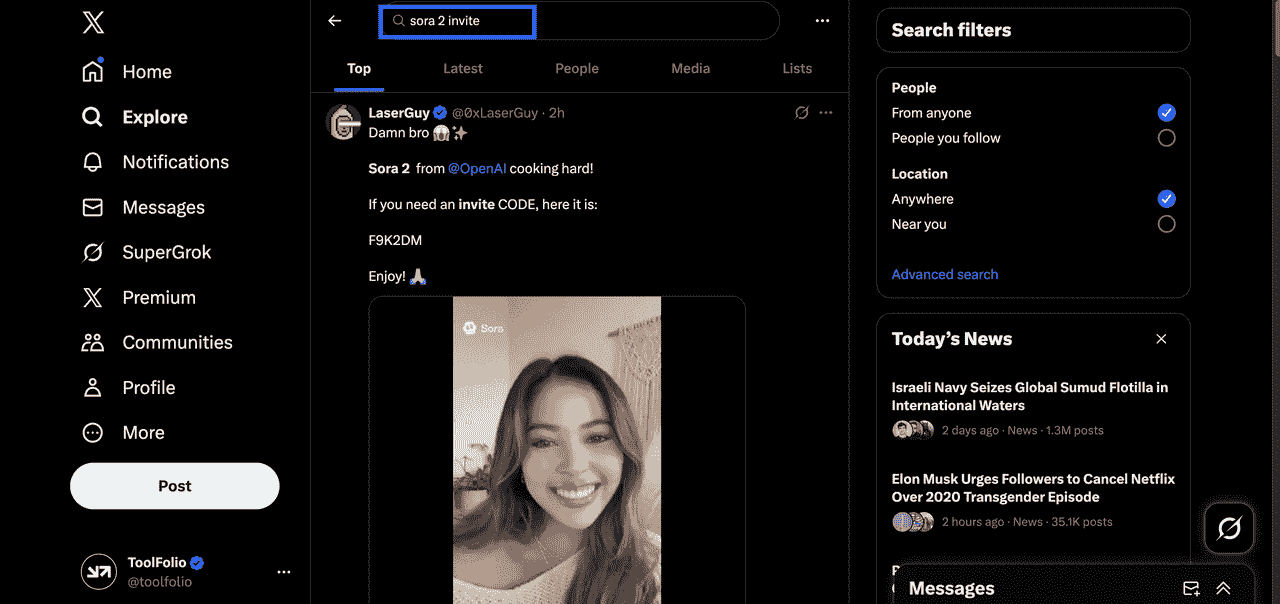 sora 2 invite
Home
Explore
Notifications
Messages
SuperGrok
Premium
Communities
Profile
More
Post
ToolFolio
@toolfolio
Top
Latest
People
Media
Lists
LaserGuy @0xLaserGuy · 2h
Damn bro 😱✨
Sora 2 from @OpenAI cooking hard!
If you need an invite CODE, here it is:
F9K2DM
Enjoy! 🙏
Sora
Search filters
People
From anyone
People you follow
Location
Anywhere
Near you
Advanced search
Today’s News
Israeli Navy Seizes Global Sumud Flotilla in
International Waters
2 days ago · News · 1.3M posts
Elon Musk Urges Followers to Cancel Netflix
Over 2020 Transgender Episode
2 hours ago · News · 35.1K posts
Messages